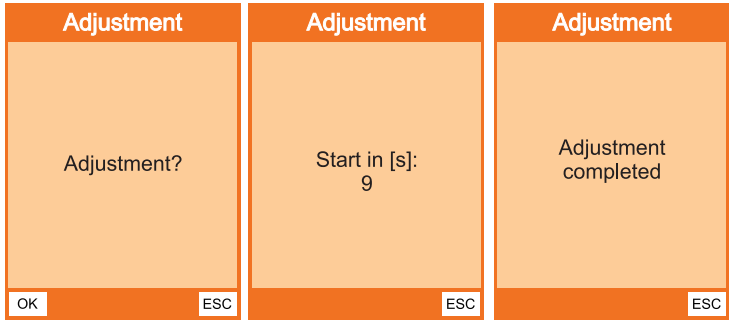 Adjustment
Adjustment?
OK
ESC
Adjustment
Start in [s]:
9
ESC
Adjustment
Adjustment
completed
ESC